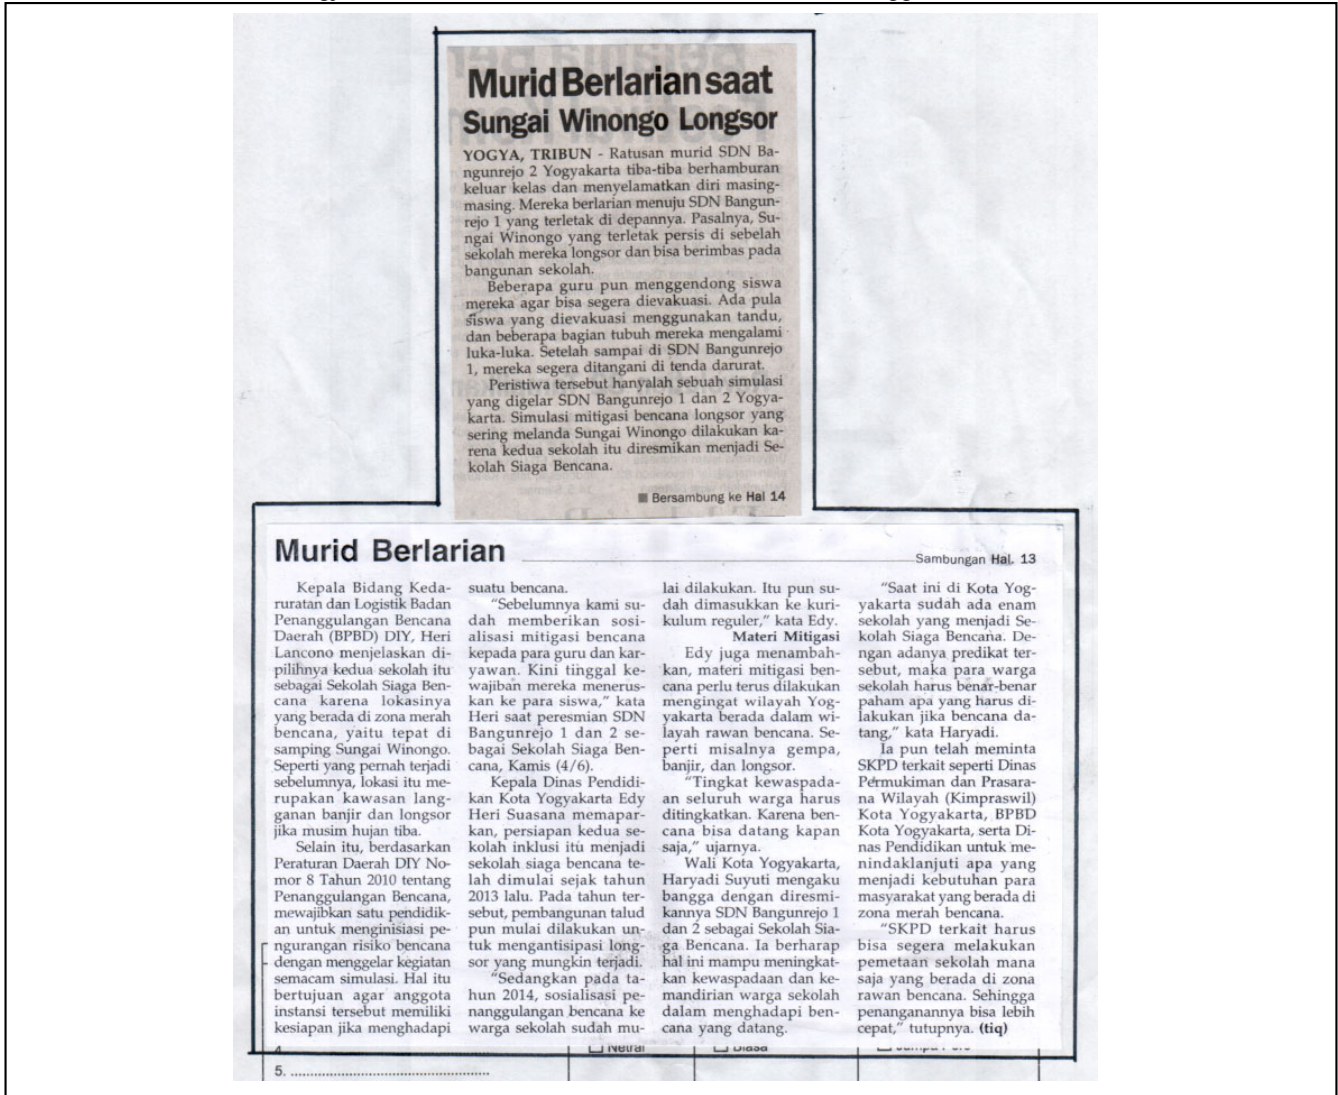 Murid Berlarian saat
Sungai Winongo Longsor
YOGYA, TRIBUN - Ratusan murid SDN Ba-
ngunrejo 2 Yogyakarta tiba-tiba berhamburan
keluar kelas dan menyelamatkan diri masing-
masing. Mereka berlarian menuju SDN Bangun-
rejo 1 yang terletak di depannya. Pasalnya, Su-
ngai Winongo yang terletak persis di sebelah
sekolah mereka longsor dan bisa berimbas pada
bangunan sekolah.
Beberapa guru pun menggendong siswa
mereka agar bisa segera dievakuasi. Ada pula
siswa yang dievakuasi menggunakan tandu,
dan beberapa bagian tubuh mereka mengalami
luka-luka. Setelah sampai di SDN Bangunrejo
1, mereka segera ditangani di tenda darurat.
Peristiwa tersebut hanyalah sebuah simulasi
yang digelar SDN Bangunrejo 1 dan 2 Yogya-
karta. Simulasi mitigasi bencana longsor yang
sering melanda Sungai Winongo dilakukan ka-
rena kedua sekolah itu diresmikan menjadi Se-
kolah Siaga Bencana.
■ Bersambung ke Hal 14
Murid Berlarian
Sambungan Hal. 13
Kepala Bidang Keda-
ruratan dan Logistik Badan
Penanggulangan Bencana
Daerah (BPBD) DIY, Heri
Lancono menjelaskan di-
pilihnya kedua sekolah itu
sebagai Sekolah Siaga Ben-
cana karena lokasinya
yang berada di zona merah
bencana, yaitu tepat di
samping Sungai Winongo.
Seperti yang pernah terjadi
sebelumnya, lokasi itu me-
rupakan kawasan lang-
ganan banjir dan longsor
jika musim hujan tiba.
Selain itu, berdasarkan
Peraturan Daerah DIY No-
mor 8 Tahun 2010 tentang
Penanggulangan Bencana,
mewajibkan satu pendidik-
an untuk menginisiasi pe-
ngurangan risiko bencana
dengan menggelar kegiatan
semacam simulasi. Hal itu
bertujuan agar anggota
instansi tersebut memiliki
kesiapan jika menghadapi
suatu bencana.
"Sebelumnya kami su-
dah memberikan sosi-
alisasi mitigasi bencana
kepada para guru dan kar-
yawan. Kini tinggal ke-
wajiban mereka menerus-
kan ke para siswa," kata
Heri saat peresmian SDN
Bangunrejo 1 dan 2 se-
bagai Sekolah Siaga Ben-
cana, Kamis (4/6).
Kepala Dinas Pendidi-
kan Kota Yogyakarta Edy
Heri Suasana memapar-
kan, persiapan kedua se-
kolah inklusi itu menjadi
sekolah siaga bencana te-
lah dimulai sejak tahun
2013 lalu. Pada tahun ter-
sebut, pembangunan talud
pun mulai dilakukan un-
tuk mengantisipasi long-
sor yang mungkin terjadi.
"Sedangkan pada ta-
hun 2014, sosialisasi pe-
nanggulangan bencana ke
warga sekolah sudah mu-
lai dilakukan. Itu pun su-
dah dimasukkan ke kuri-
kulum reguler," kata Edy.
Materi Mitigasi
Edy juga menambah-
kan, materi mitigasi ben-
cana perlu terus dilakukan
mengingat wilayah Yog-
yakarta berada dalam wi-
layah rawan bencana. Se-
perti misalnya gempa,
banjir, dan longsor.
"Tingkat kewaspada-
an seluruh warga harus
ditingkatkan. Karena ben-
cana bisa datang kapan
saja," ujarnya.
Wali Kota Yogyakarta,
Haryadi Suyuti mengaku
bangga dengan diresmi-
kannya SDN Bangunrejo 1
dan 2 sebagai Sekolah Sia-
ga Bencana. Ia berharap
hal ini mampu meningkat-
kan kewaspadaan dan ke-
mandirian warga sekolah
dalam menghadapi ben-
cana yang datang.
"Saat ini di Kota Yog-
yakarta sudah ada enam
sekolah yang menjadi Se-
kolah Siaga Bencana. De-
ngan adanya predikat ter-
sebut, maka para warga
sekolah harus benar-benar
paham apa yang harus di-
lakukan jika bencana da-
tang," kata Haryadi.
Ia pun telah meminta
SKPD terkait seperti Dinas
Permukiman dan Prasara-
na Wilayah (Kimpraswil)
Kota Yogyakarta, BPBD
Kota Yogyakarta, serta Di-
nas Pendidikan untuk me-
nindaklanjuti apa yang
menjadi kebutuhan para
masyarakat yang berada di
zona merah bencana.
"SKPD terkait harus
bisa segera melakukan
pemetaan sekolah mana
saja yang berada di zona
rawan bencana. Sehingga
penanganannya bisa lebih
cepat," tutupnya. (tiq)
Netral
Biasa
5. ..................................................